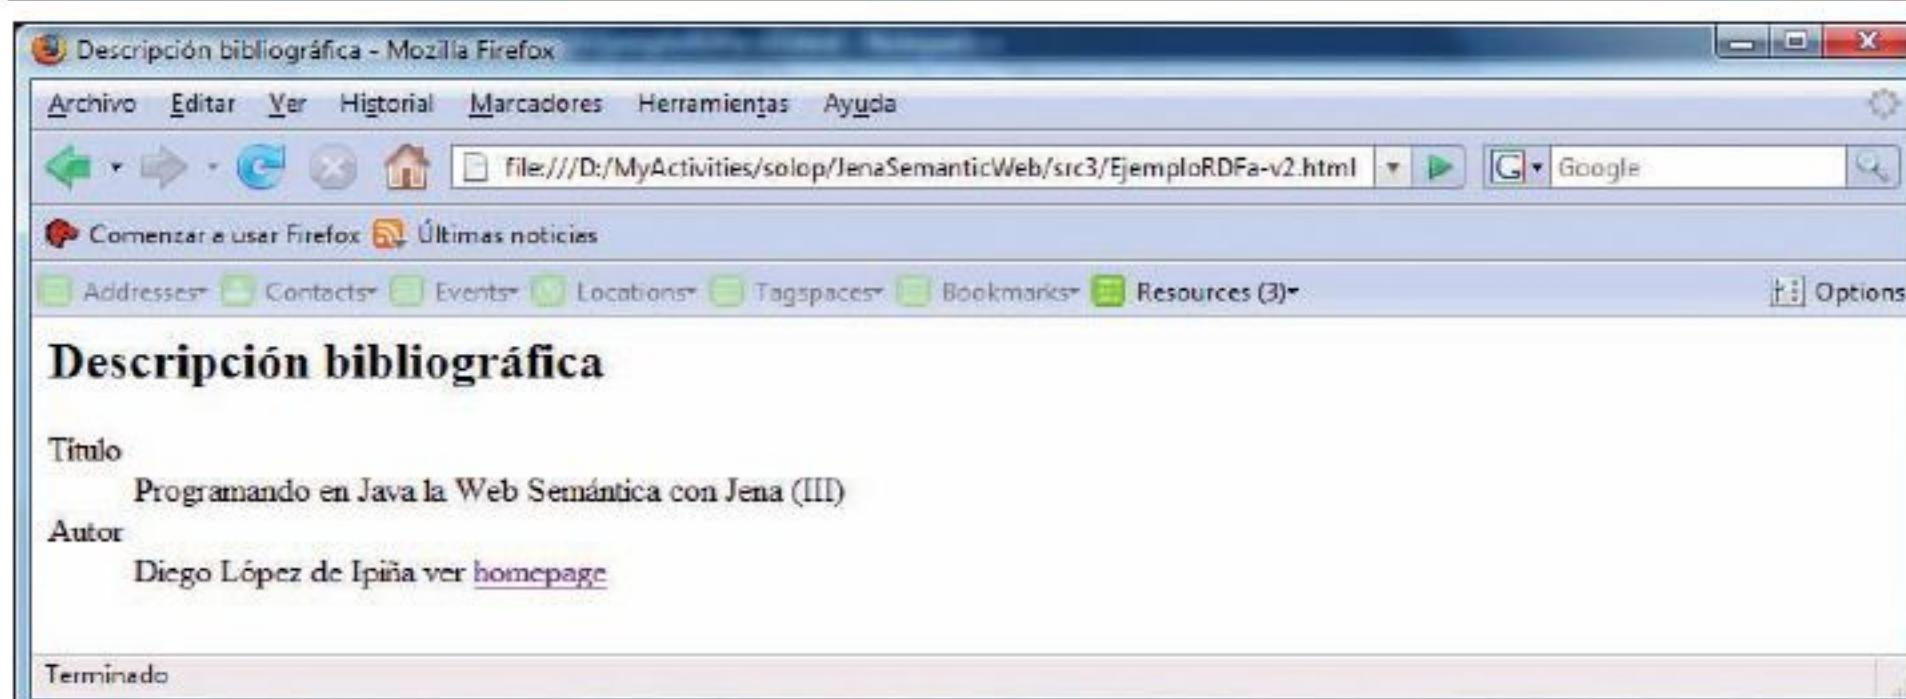 Descripción bibliográfica - Mozilla Firefox
Archivo Editar Ver Historial Marcadores Herramientas Ayuda
file:///D:/MyActivities/solop/JenaSemanticWeb/src3/EjemploRDFa-v2.html G Google
Comenzar a usar Firefox Últimas noticias
Addresses Contacts Events Locations Tagspaces Bookmarks Resources (3) Options
Descripción bibliográfica
Título
Programando en Java la Web Semántica con Jena (III)
Autor
Diego López de Ipiña ver homepage
Terminado